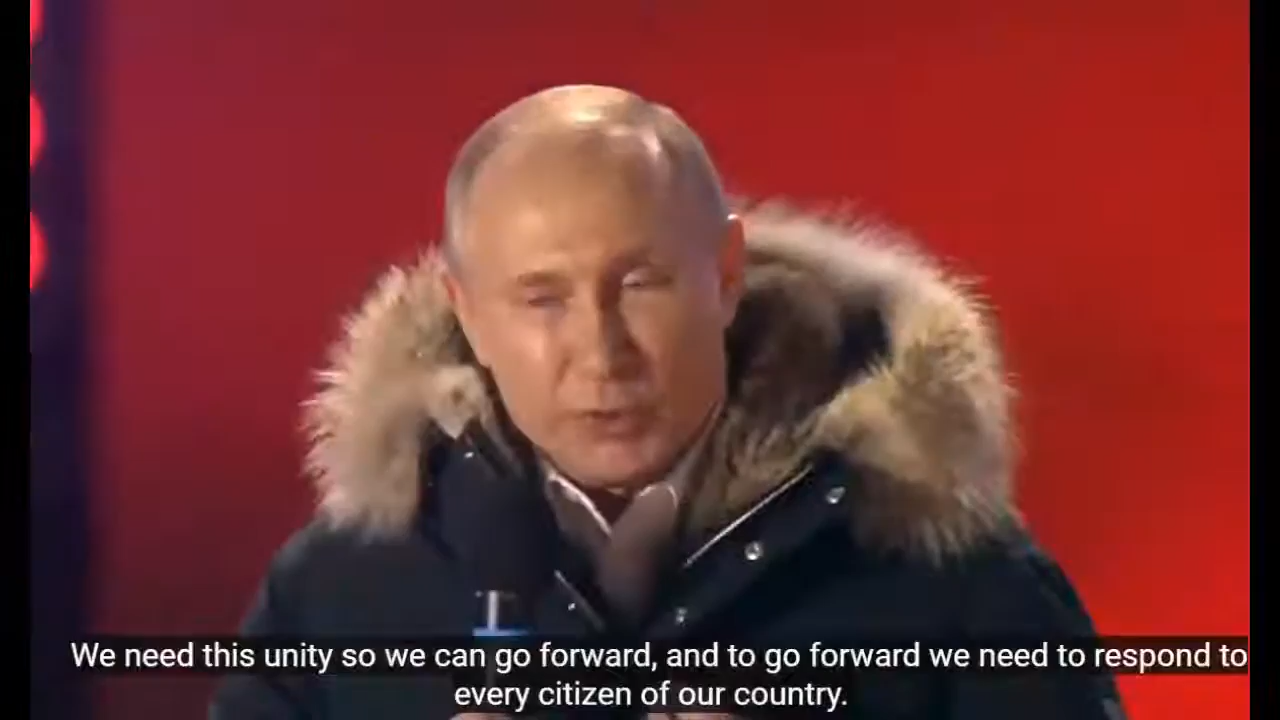 We need this unity so we can go forward, and to go forward we need to respond to
every citizen of our country.